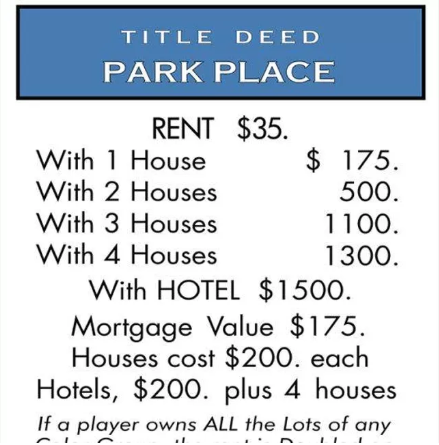 TITLE DEED
PARK PLACE
RENT $35.
With 1 House $ 175.
With 2 Houses 500.
With 3 Houses 1100.
With 4 Houses 1300.
With HOTEL $1500.
Mortgage Value $175.
Houses cost $200. each
Hotels, $200. plus 4 houses
If a player owns ALL the Lots of any